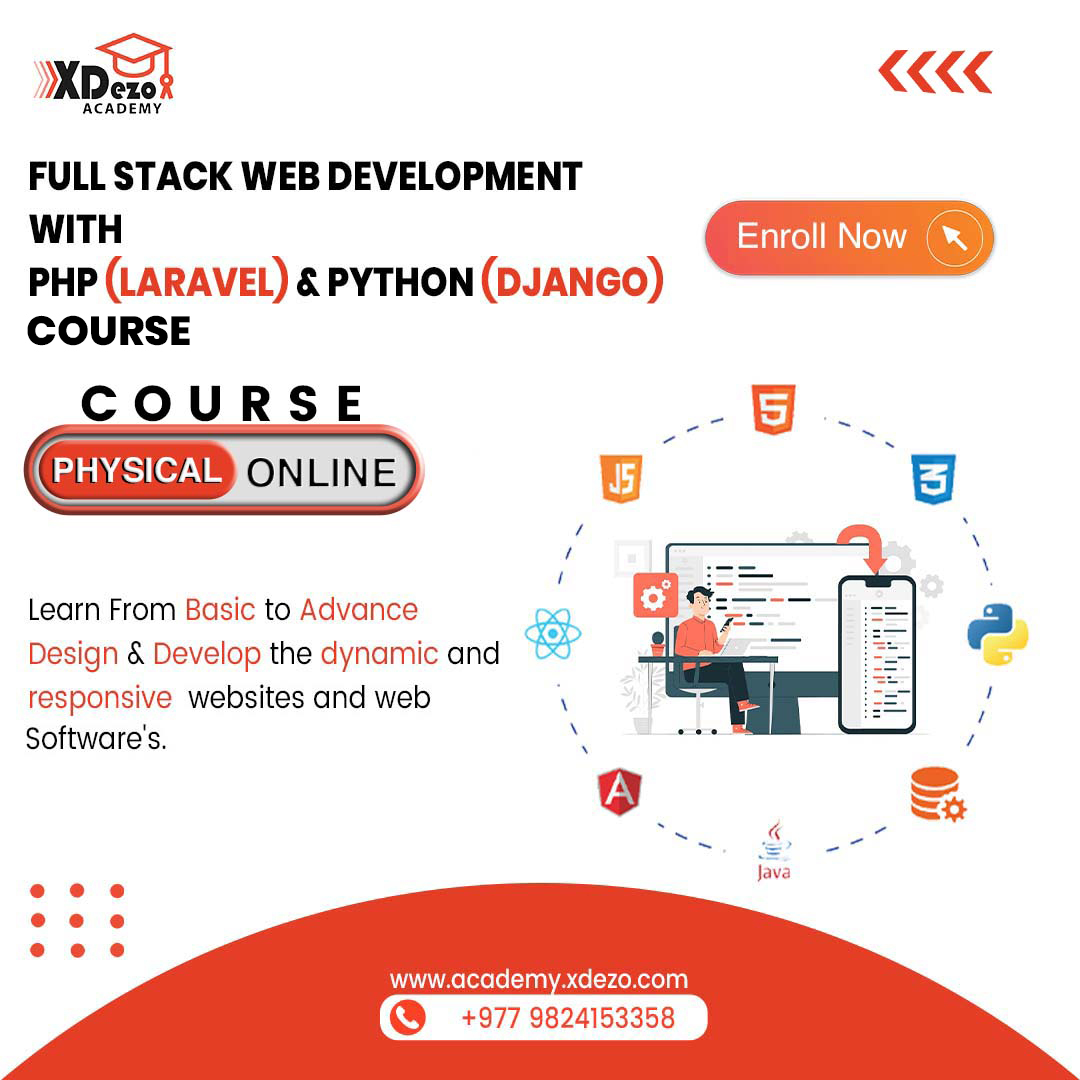 XDezo
ACADEMY
FULL STACK WEB DEVELOPMENT
WITH
PHP (LARAVEL) & PYTHON (DJANGO)
COURSE
Enroll Now
COURSE
PHYSICAL ONLINE
5
JS
3
Learn From Basic to Advance
Design & Develop the dynamic and
responsive websites and web
Software's.
A
Java
www.academy.xdezo.com
+977 9824153358